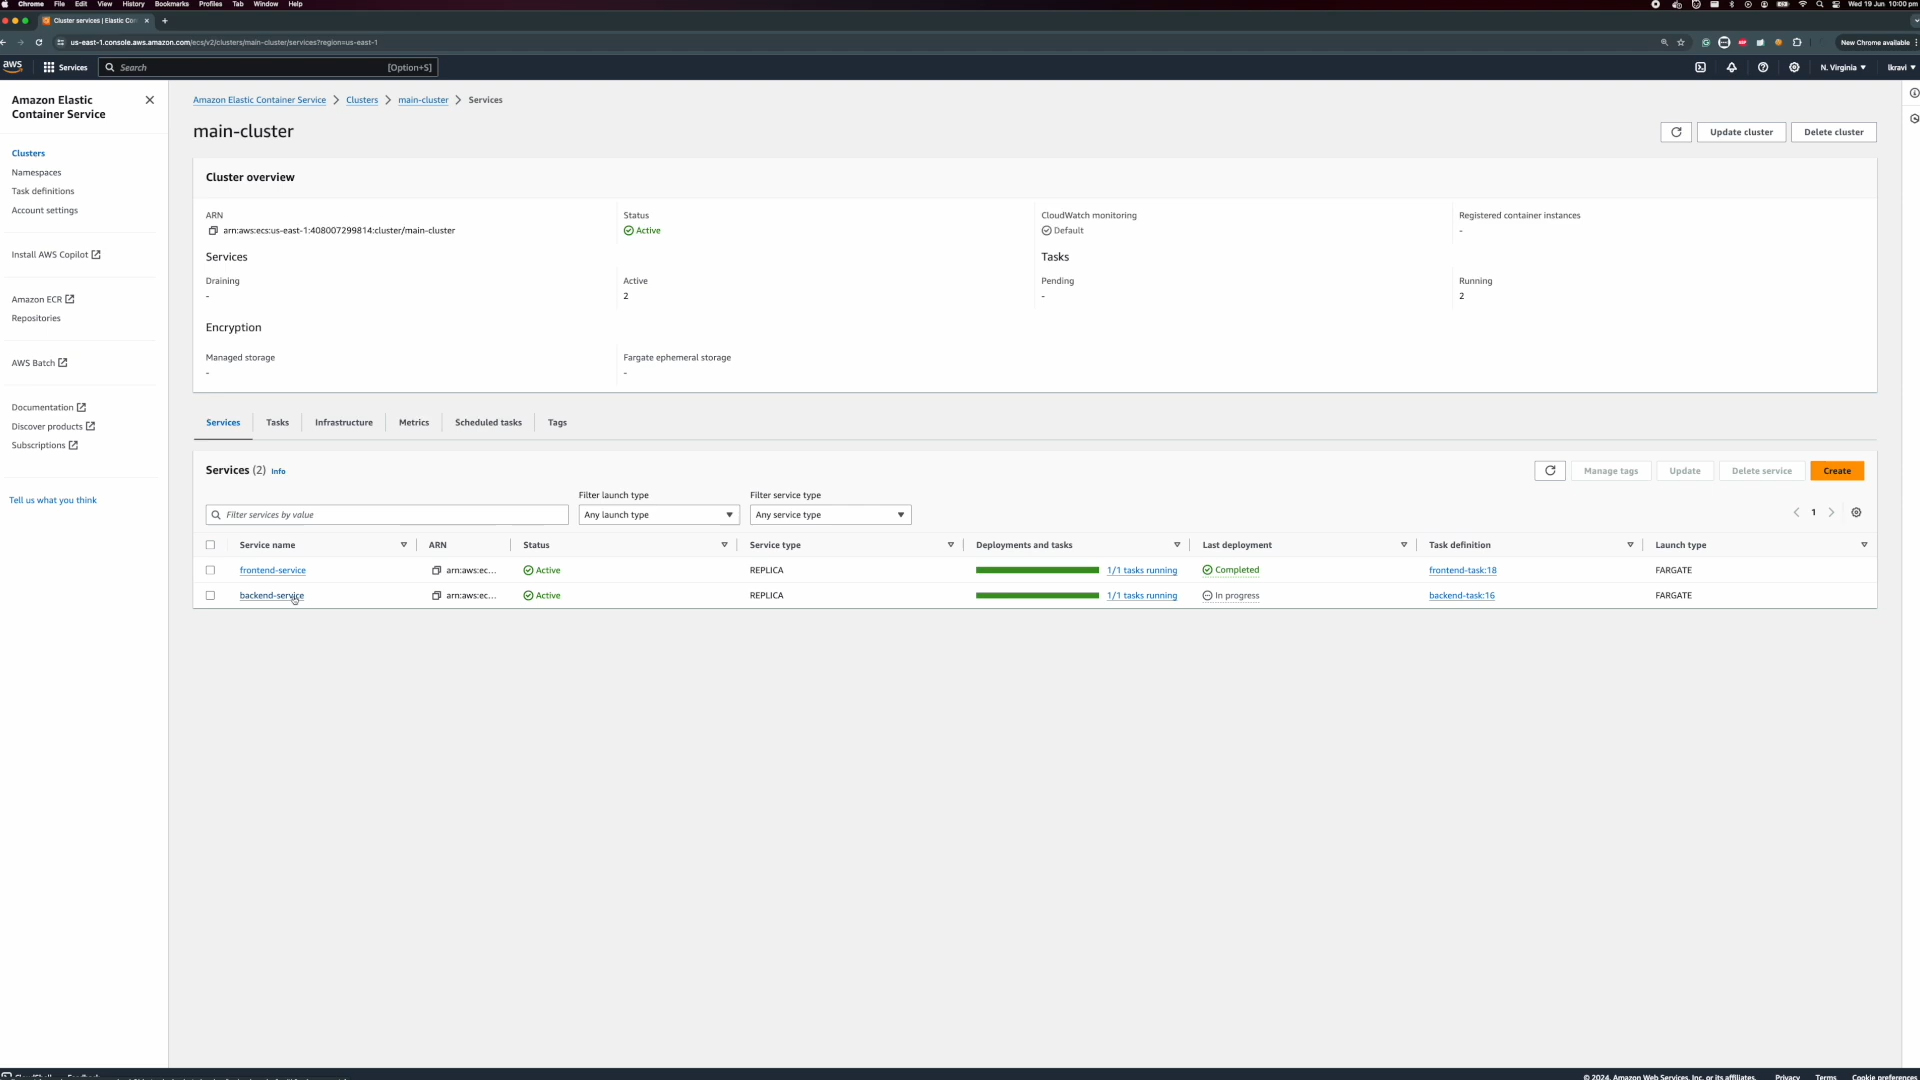 Chrome File Edit View History Bookmarks Profiles Tab Window Help
Wed 19 Jun 10:00 pm
Cluster services | Elastic Con
us-east-1.console.aws.amazon.com/ecs/v2/clusters/main-cluster/services?region=us-east-1
New Chrome available
aws Services Search [Option+S]
N. Virginia lkravi
Amazon Elastic
Container Service
Clusters
Namespaces
Task definitions
Account settings
Install AWS Copilot
Amazon ECR
Repositories
AWS Batch
Documentation
Discover products
Subscriptions
Tell us what you think
Amazon Elastic Container Service > Clusters > main-cluster > Services
main-cluster
Update cluster Delete cluster
Cluster overview
ARN Status CloudWatch monitoring Registered container instances
arn:aws:ecs:us-east-1:408007299814:cluster/main-cluster Active Default -
Services Tasks
Draining Active Pending Running
- 2 - 2
Encryption
Managed storage Fargate ephemeral storage
- -
Services Tasks Infrastructure Metrics Scheduled tasks Tags
Services (2) Info
Manage tags Update Delete service Create
Filter launch type Filter service type
Filter services by value Any launch type Any service type 1
Service name ARN Status Service type Deployments and tasks Last deployment Task definition Launch type
frontend-service arn:aws:ec... Active REPLICA 1/1 tasks running Completed frontend-task:18 FARGATE
backend-service arn:aws:ec... Active REPLICA 1/1 tasks running In progress backend-task:16 FARGATE
© 2024, Amazon Web Services, Inc. or its affiliates. Privacy Terms Cookie preferences